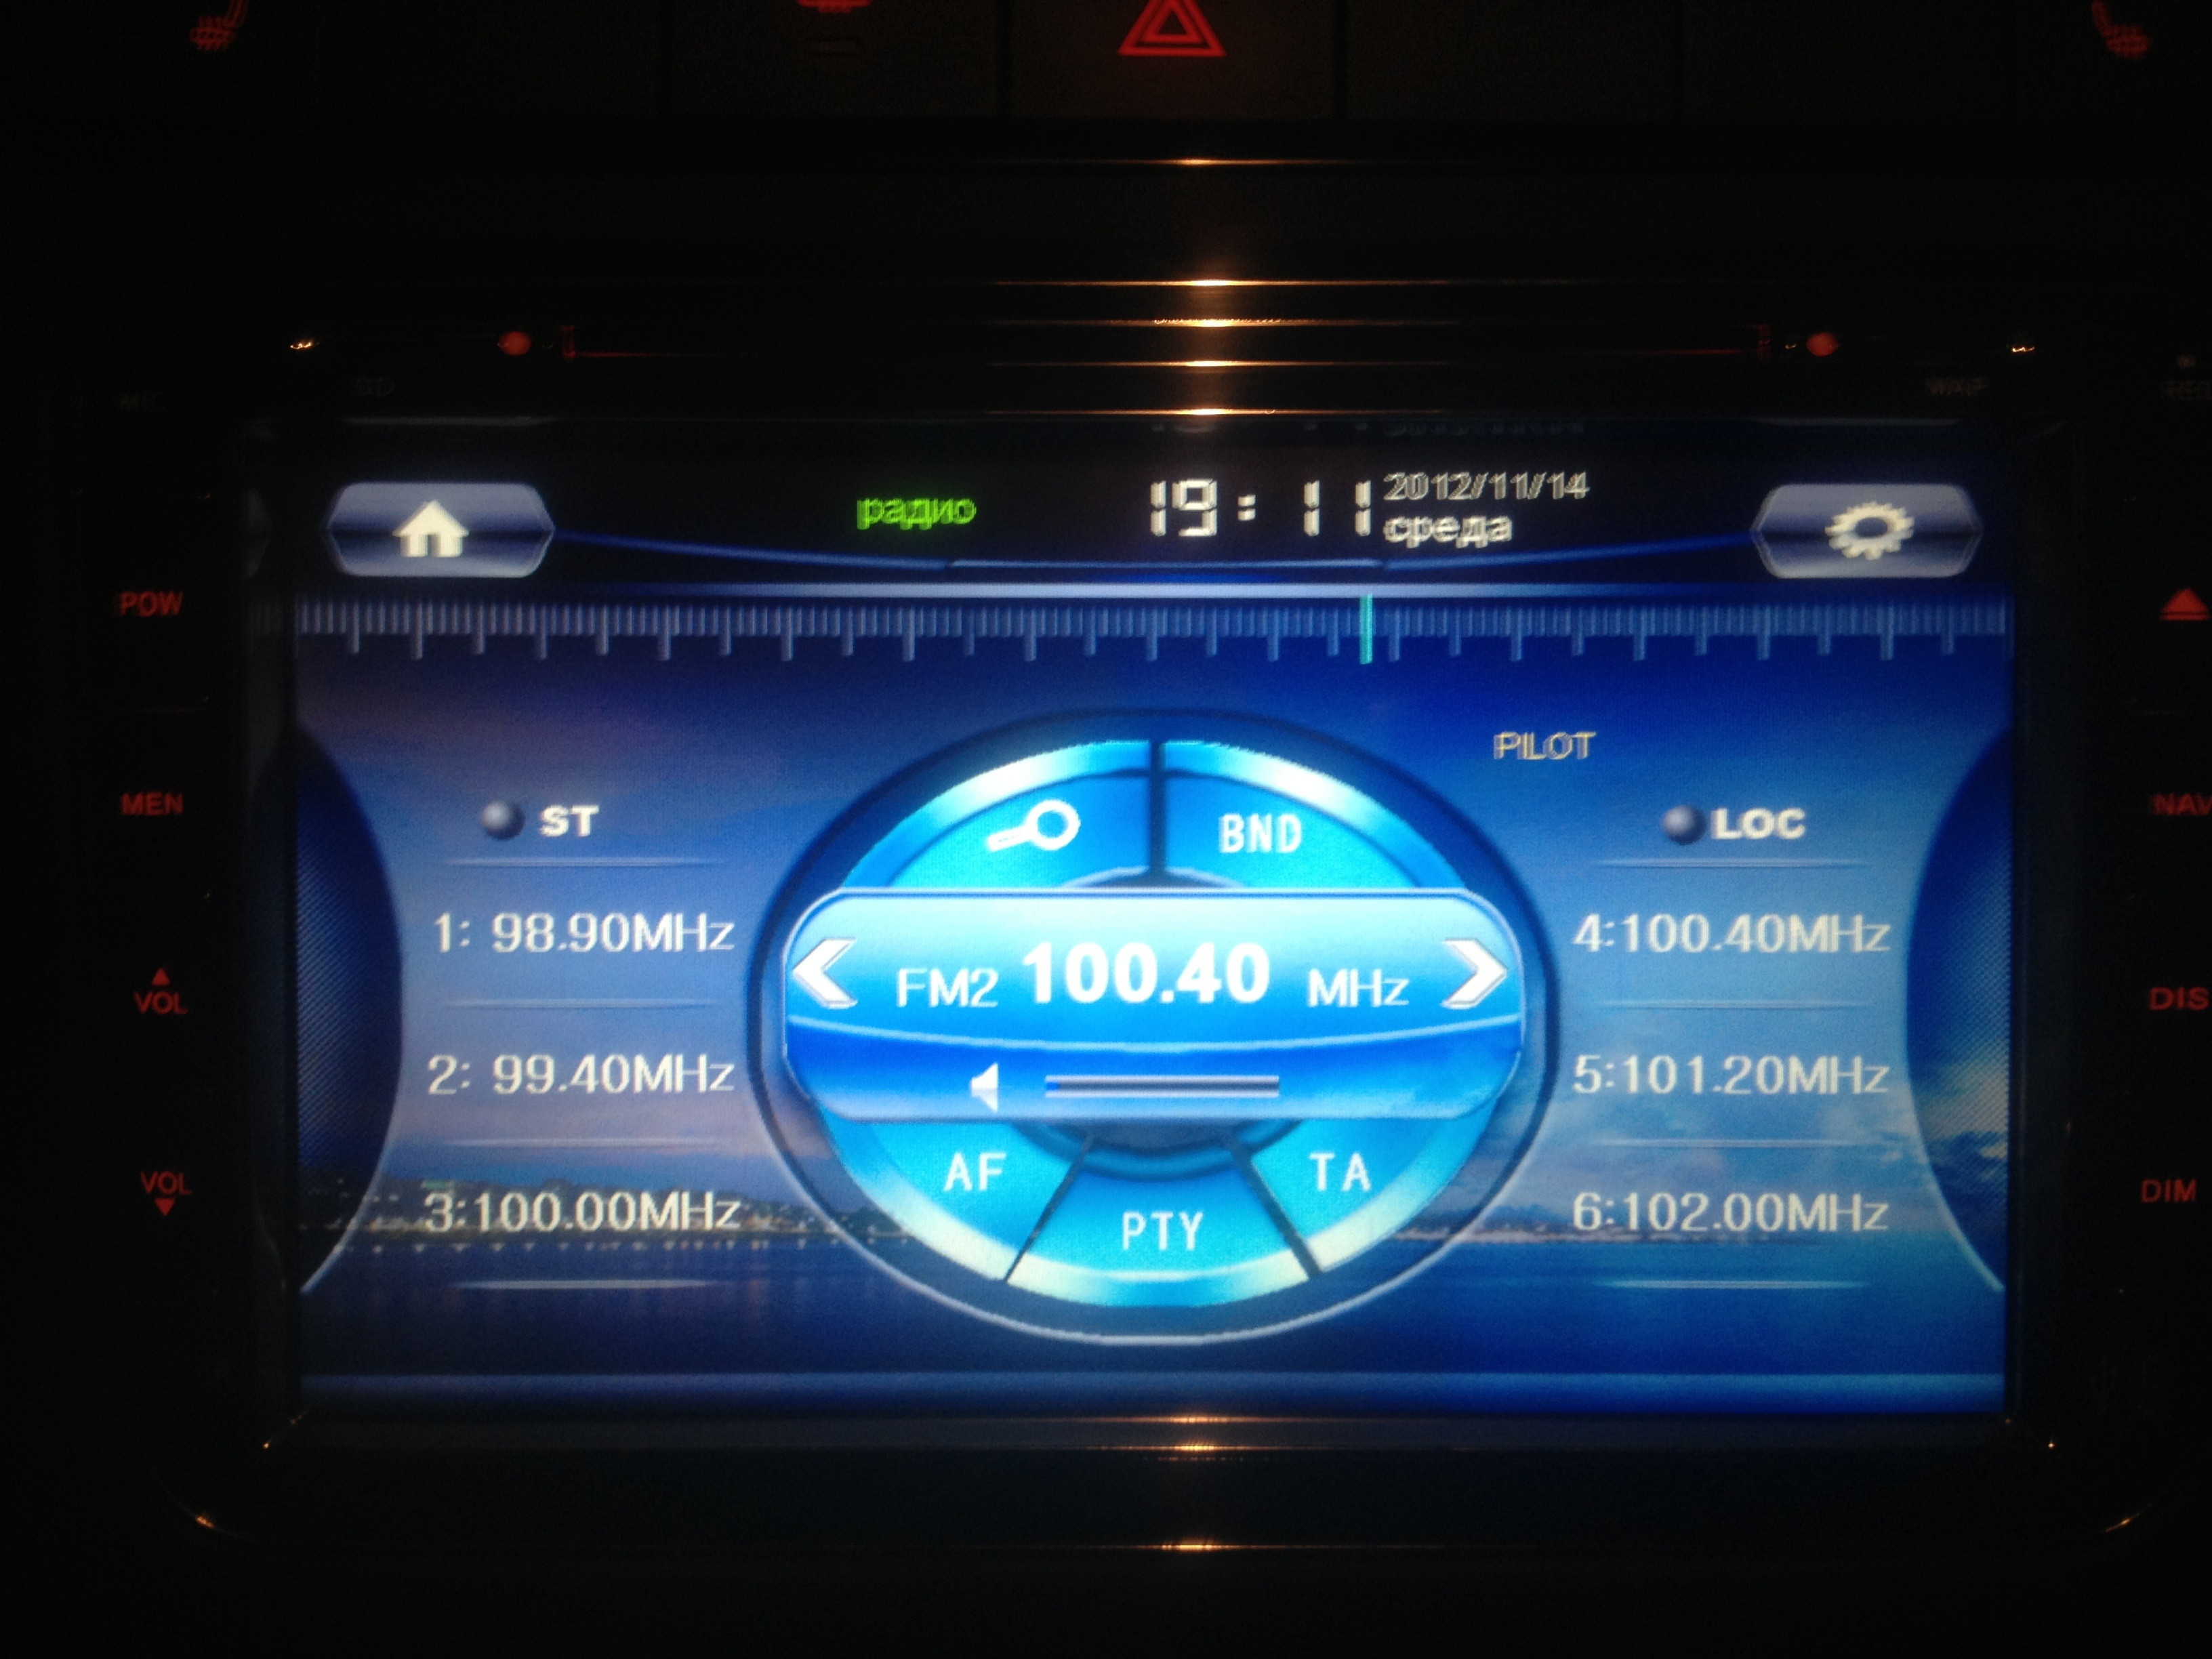 радио
19:11
2012/11/14
среда
POW
PILOT
MEN
ST
BND
LOC
NAV
1: 98.90MHz
4:100.40MHz
FM2 100.40 MHz
VOL
DIS
2: 99.40MHz
5:101.20MHz
AF
TA
VOL
DIM
3:100.00MHz
PTY
6:102.00MHz